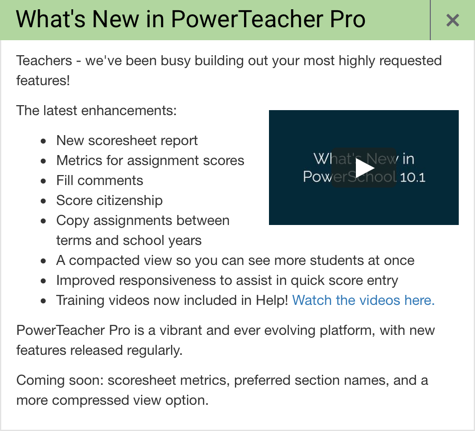 What's New in PowerTeacher Pro
Teachers - we've been busy building out your most highly requested
features!
The latest enhancements:
New scoresheet report
Metrics for assignment scores
Fill comments
Score citizenship
Copy assignments between
terms and school years
A compacted view so you can see more students at once
Improved responsiveness to assist in quick score entry
Training videos now included in Help! Watch the videos here.
What's New in
PowerSchool 10.1
PowerTeacher Pro is a vibrant and ever evolving platform, with new
features released regularly.
Coming soon: scoresheet metrics, preferred section names, and a
more compressed view option.